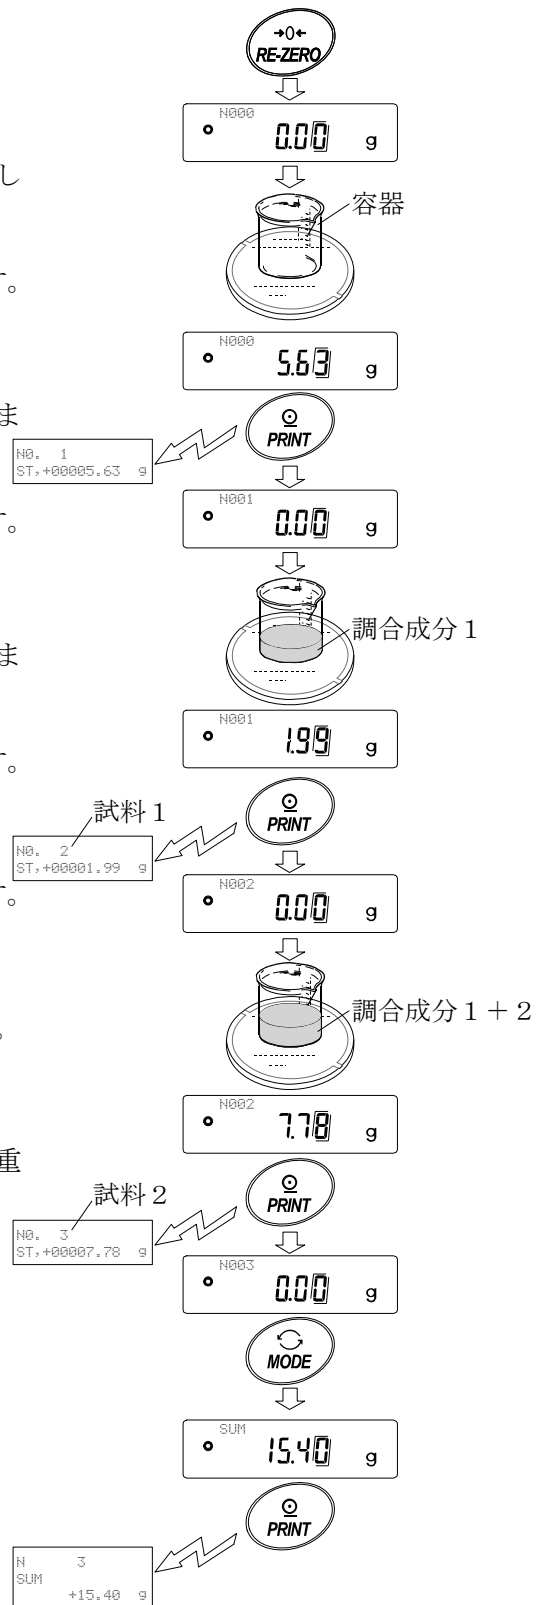 →0←
RE-ZERO
N000
0.00 g
し
容器
す。
N000
5.63 g
ま
PRINT
N0. 1
ST,+00005.63 g
N001
0.00 g
す。
調合成分1
ま
N001
1.99 g
す。
試料1
PRINT
N0. 2
ST,+00001.99 g
N002
0.00 g
す。
調合成分1+2
。
N002
7.78 g
重
試料2
PRINT
N0. 3
ST,+00007.78 g
N003
0.00 g
MODE
SUM
15.40 g
PRINT
N 3
SUM
+15.40 g